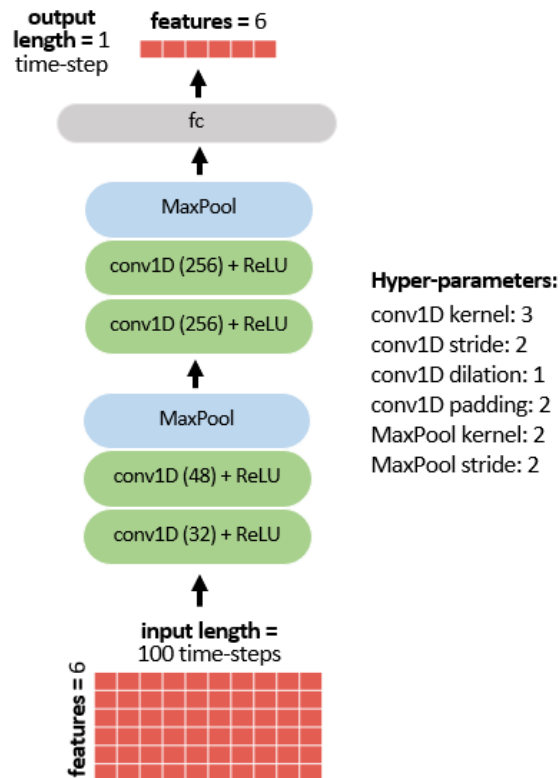 output
length = 1
time-step
features = 6
fc
MaxPool
conv1D (256) + ReLU
conv1D (256) + ReLU
MaxPool
conv1D (48) + ReLU
conv1D (32) + ReLU
Hyper-parameters:
conv1D kernel: 3
conv1D stride: 2
conv1D dilation: 1
conv1D padding: 2
MaxPool kernel: 2
MaxPool stride: 2
input length =
100 time-steps
features = 6